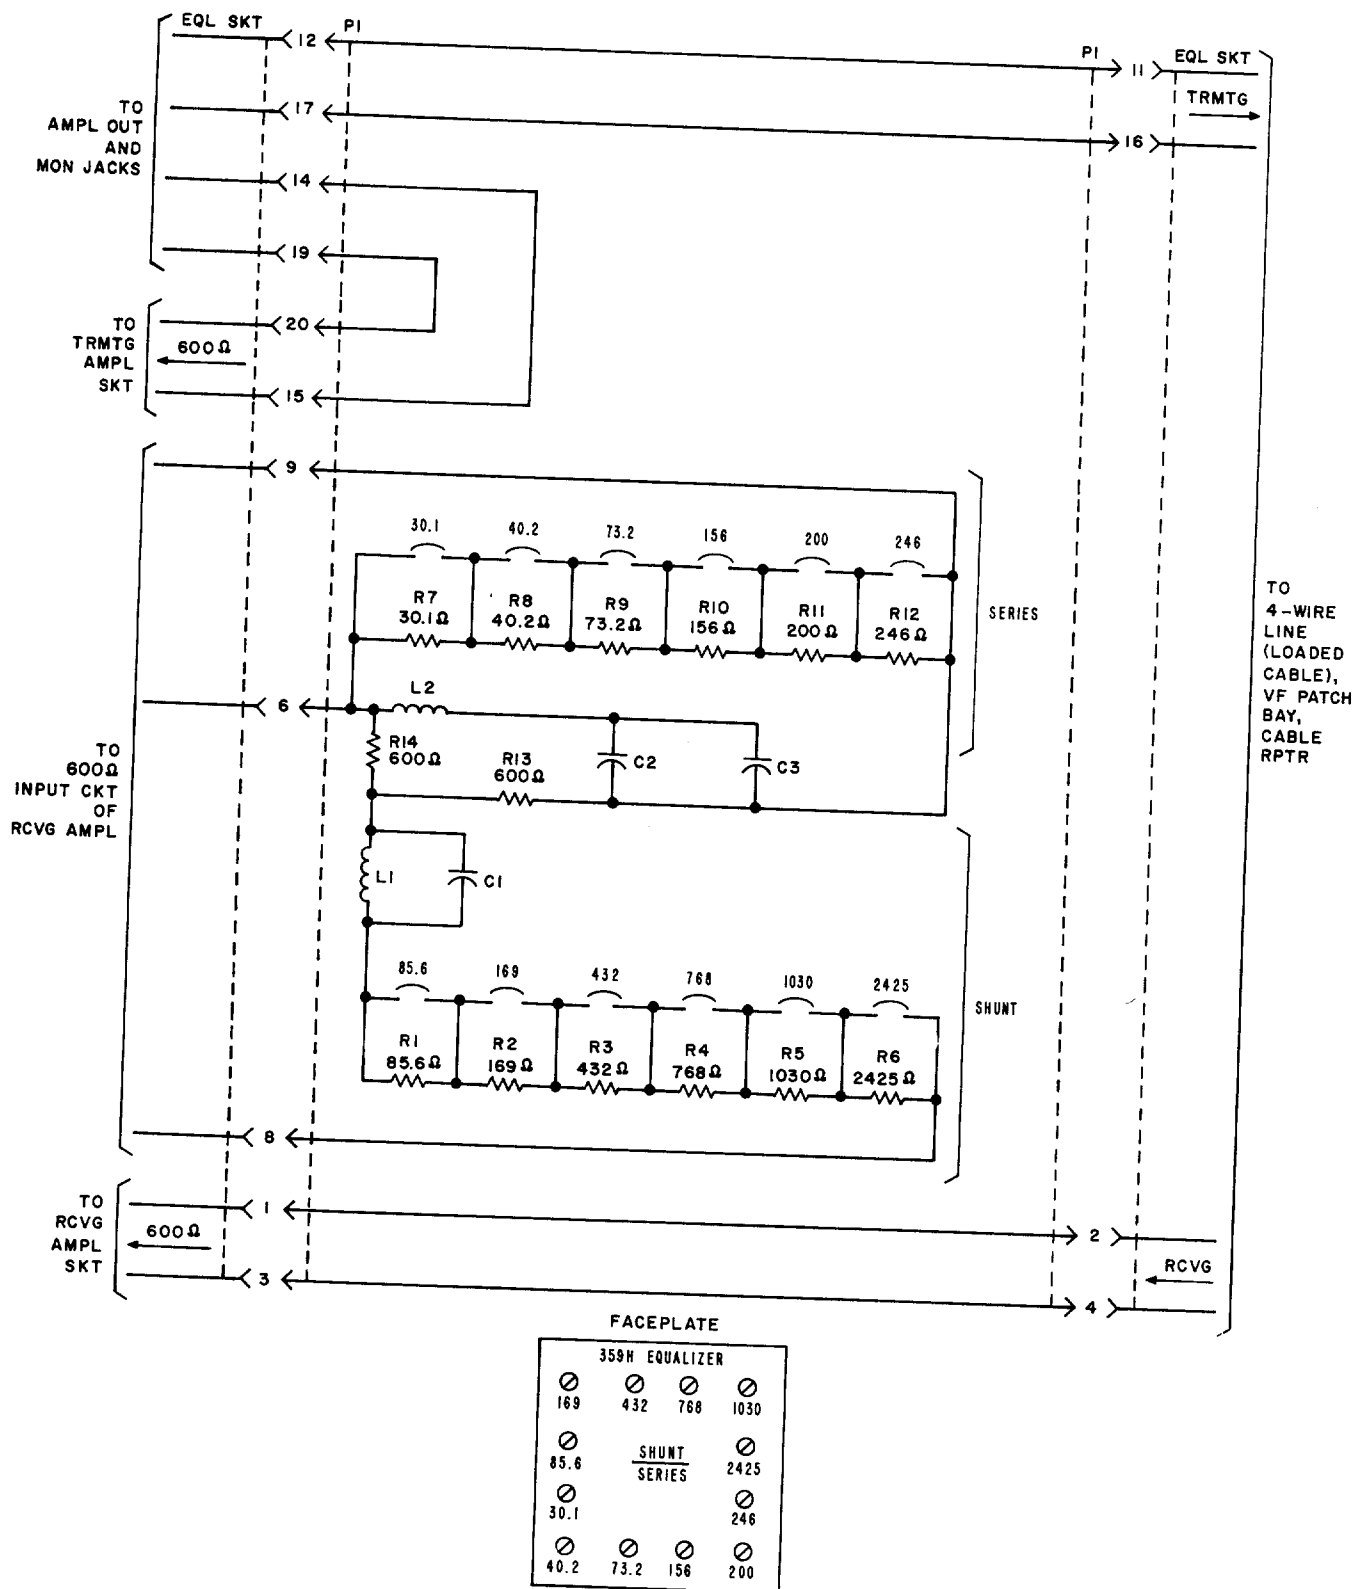 EQL SKT
P1
12
P1
11
EQL SKT
TRMTG
17
16
TO
AMPL OUT
AND
MON JACKS
14
19
20
TO
TRMTG
AMPL
SKT
600Ω
15
9
SERIES
30.1
40.2
73.2
156
200
246
R7
30.1Ω
R8
40.2Ω
R9
73.2Ω
R10
156Ω
R11
200Ω
R12
246Ω
TO
4-WIRE
LINE
(LOADED
CABLE),
VF PATCH
BAY,
CABLE
RPTR
6
L2
R14
600Ω
R13
600Ω
C2
C3
TO
600Ω
INPUT CKT
OF
RCVG AMPL
L1
C1
SHUNT
85.6
169
432
768
1030
2425
R1
85.6Ω
R2
169Ω
R3
432Ω
R4
768Ω
R5
1030Ω
R6
2425Ω
8
TO
RCVG
AMPL
SKT
600Ω
1
2
RCVG
3
4
FACEPLATE
359H EQUALIZER
169
432
768
1030
85.6
SHUNT
SERIES
2425
30.1
246
40.2
73.2
156
200